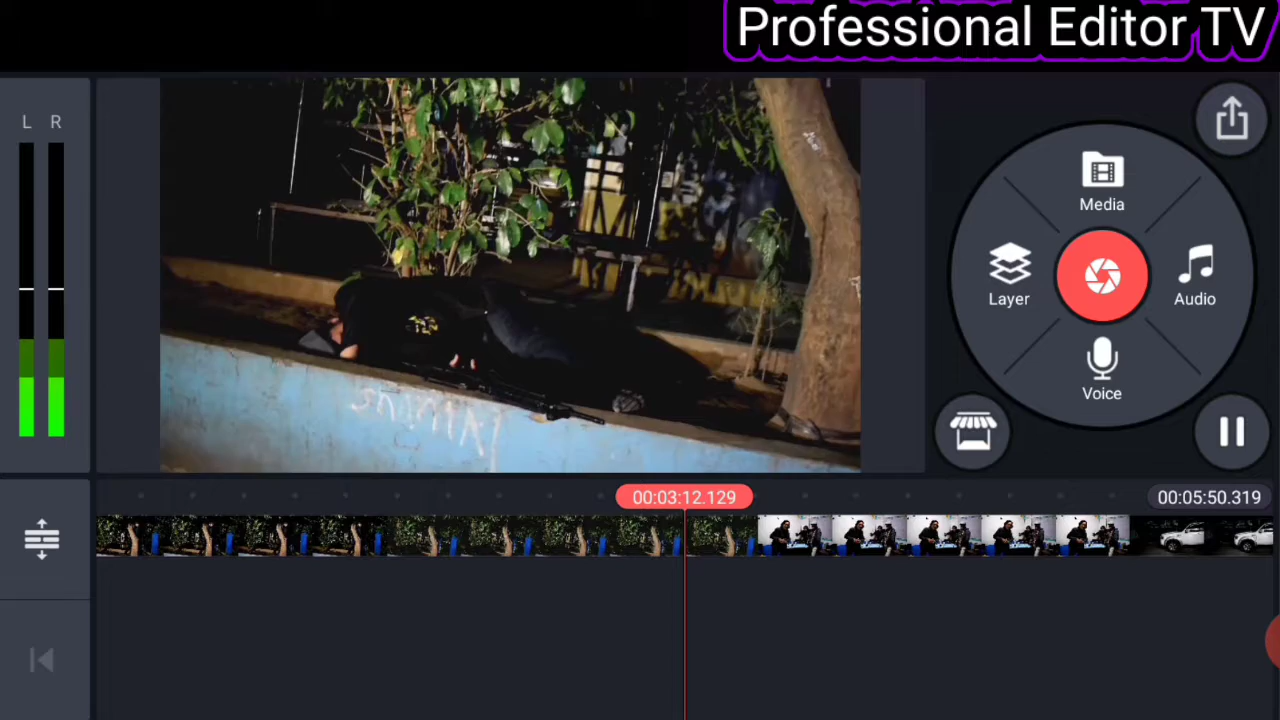 Professional Editor TV
L R
Media
Layer
Audio
Voice
00:03:12.129
00:05:50.319